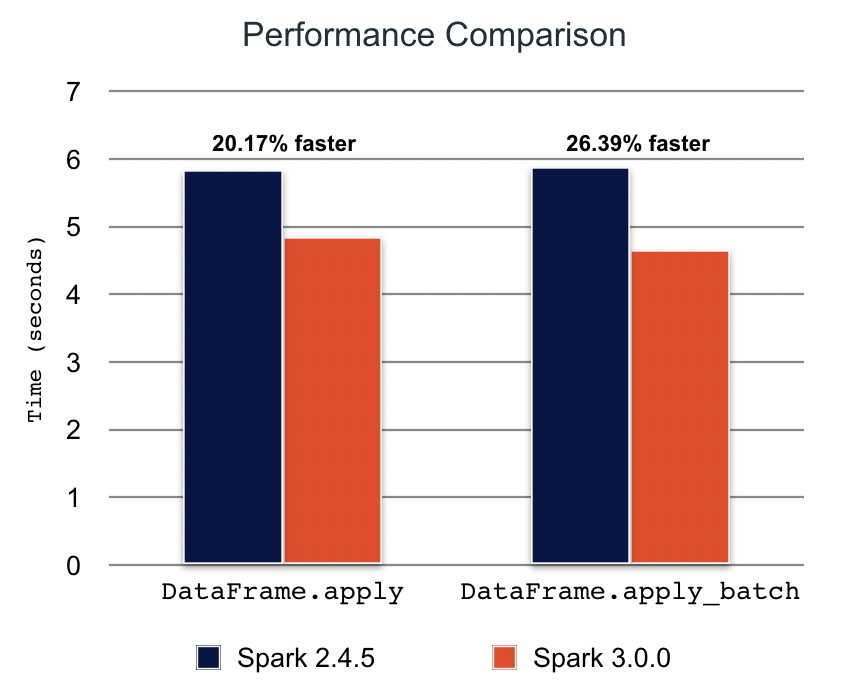 Performance Comparison
7
20.17% faster
26.39% faster
6
5
4
3
2
1
0
Time (seconds)
DataFrame.apply
DataFrame.apply_batch
Spark 2.4.5
Spark 3.0.0